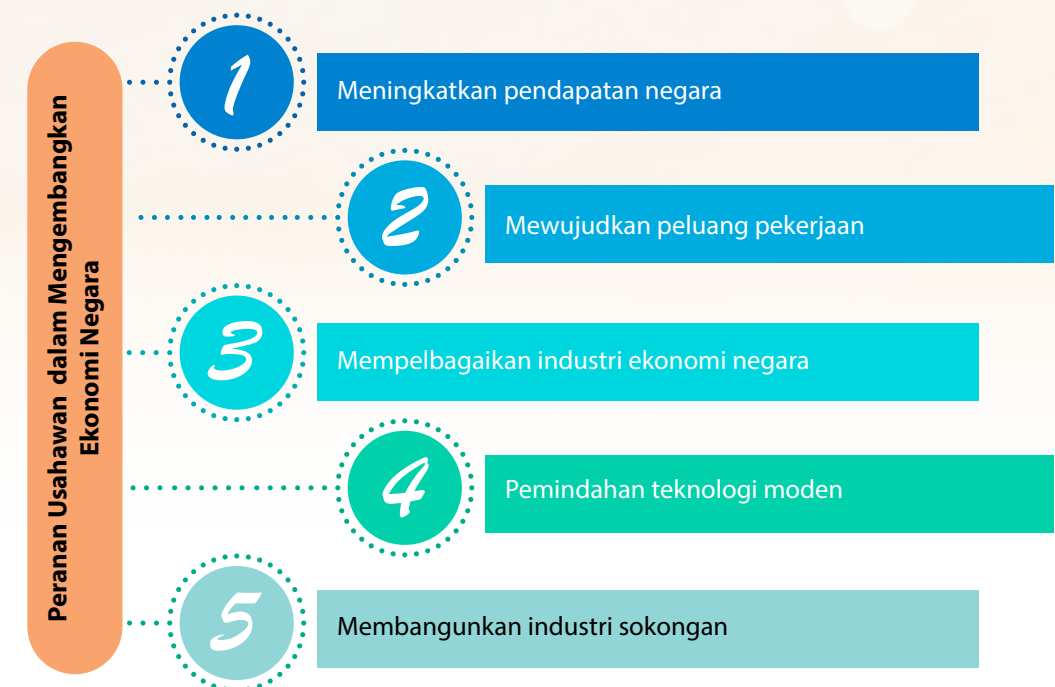 Peranan Usahawan dalam Mengembangkan
Ekonomi Negara
1
Meningkatkan pendapatan negara
2
Mewujudkan peluang pekerjaan
3
Mempelbagaikan industri ekonomi negara
4
Pemindahan teknologi moden
5
Membangunkan industri sokongan